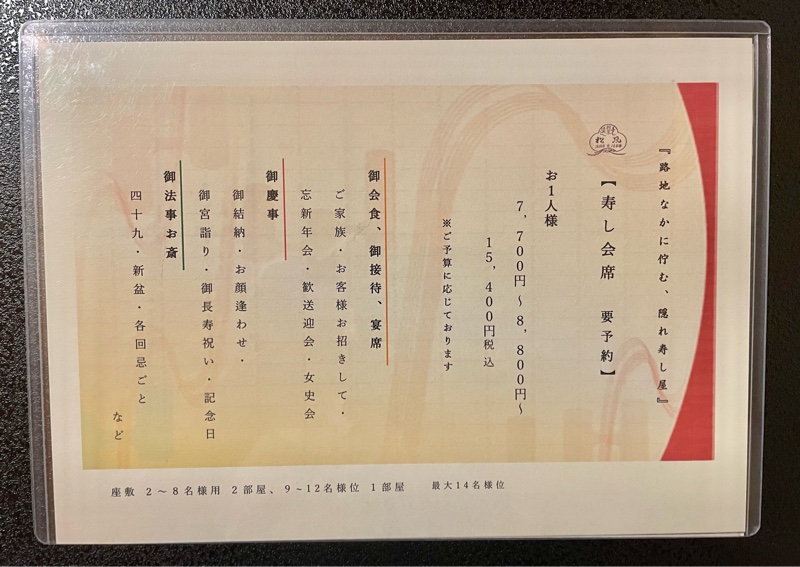 『路地なかに佇む、隠れ寿し屋』
松尾
【寿し会席　要予約】
お1人様
7,700円～8,800円～
15,400円税込
※ご予算に応じております
御会食、御接待、宴席
ご家族・お客様お招きして・
忘新年会・歓送迎会・女史会
御慶事
御結納・お顔逢わせ・
御宮詣り・御長寿祝い・記念日
御法事お斎
四十九・新盆・各回忌ごと
など
座敷 2～8名様用 2部屋、9~12名様位 1部屋　最大14名様位